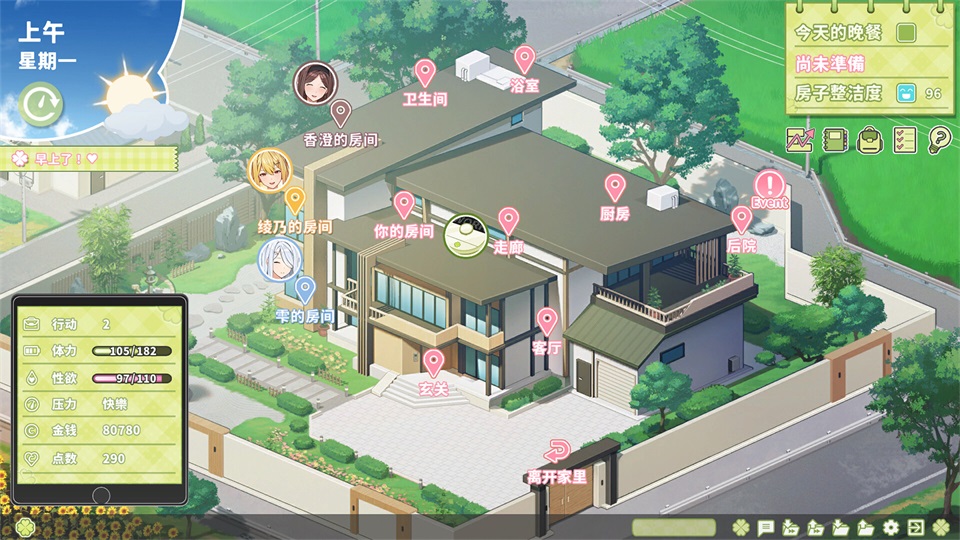 上午
星期一
早上了！♥
今天的晚餐
尚未準備
房子整洁度 96
卫生间
浴室
香澄的房间
绫乃的房间
你的房间
走廊
厨房
Event
后院
零的房间
客厅
玄关
离开家里
行动 2
体力 105/182
性欲 97/110
压力 快樂
金钱 80780
点数 290